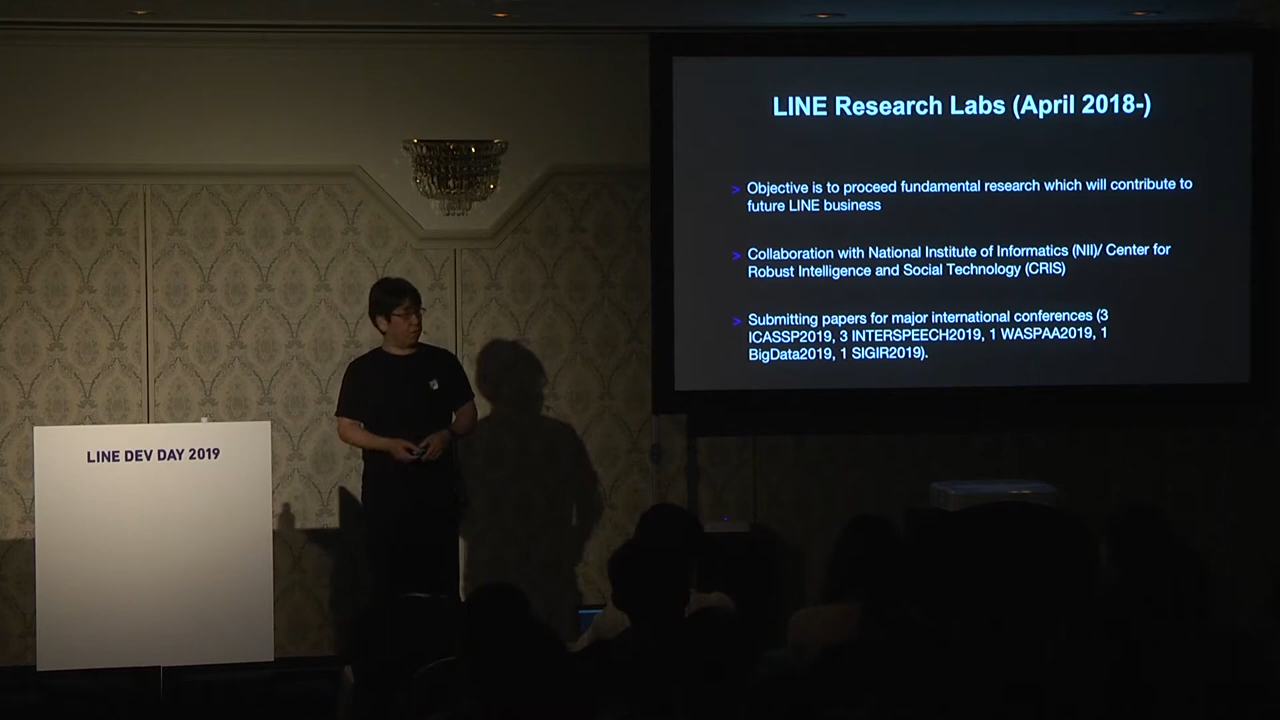 LINE Research Labs (April 2018-)
> Objective is to proceed fundamental research which will contribute to
future LINE business
> Collaboration with National Institute of Informatics (NII)/ Center for
Robust Intelligence and Social Technology (CRIS)
> Submitting papers for major international conferences (3
ICASSP2019, 3 INTERSPEECH2019, 1 WASPAA2019, 1
BigData2019, 1 SIGIR2019).
LINE DEV DAY 2019